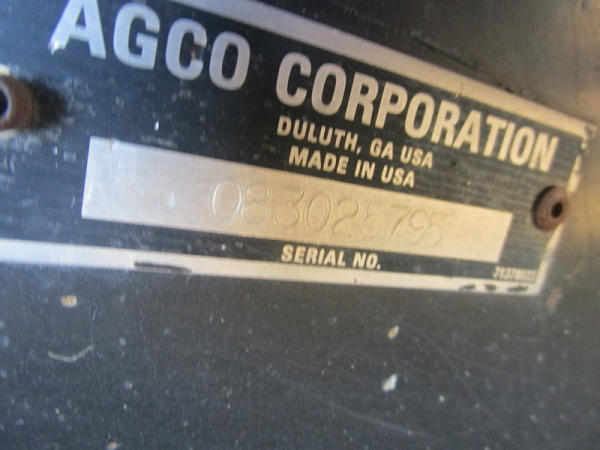 AGCO CORPORATION
DULUTH, GA USA
MADE IN USA
083025795
SERIAL NO.